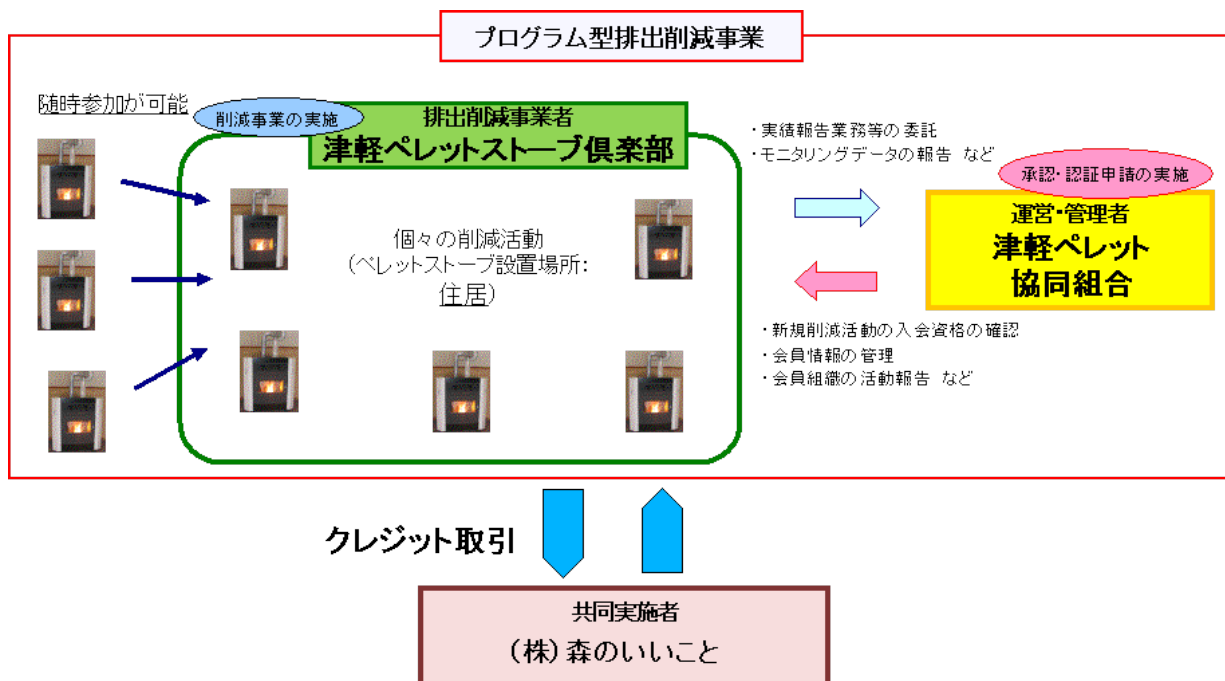 プログラム型排出削減事業
随時参加が可能
削減事業の実施
排出削減事業者
津軽ペレットストーブ倶楽部
・実績報告業務等の委託
・モニタリングデータの報告 など
承認・認証申請の実施
運営・管理者
津軽ペレット
協同組合
個々の削減活動
(ペレットストーブ設置場所:
住居)
・新規削減活動の入会資格の確認
・会員情報の管理
・会員組織の活動報告 など
クレジット取引
共同実施者
(株)森のいいこと